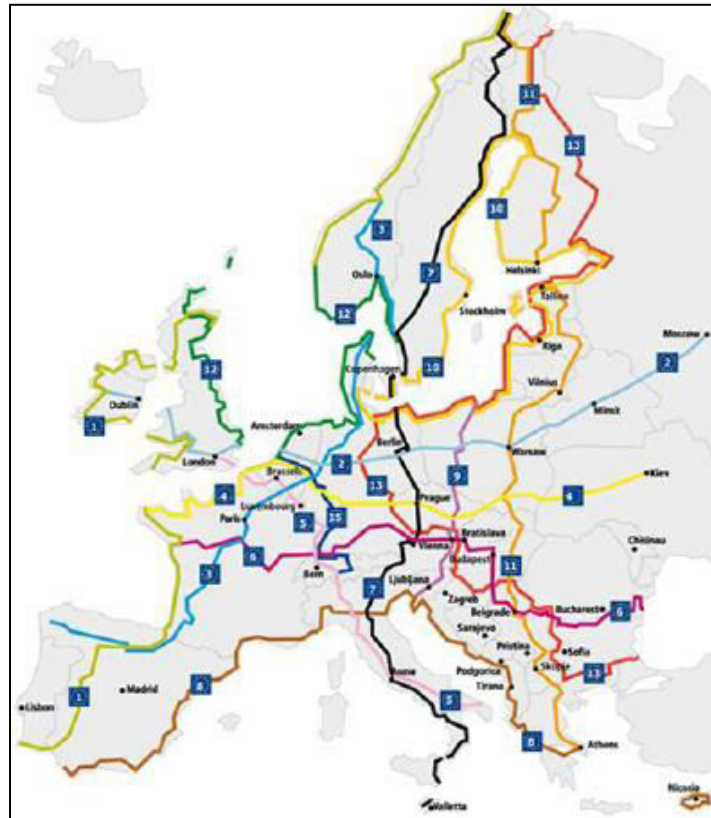 11
13
10
3
Oslo
7
Helsinki
Tallinn
12
Stockholm
Moscow
Riga
12
Copenhagen
10
2
Vilnius
Dublin
Minsk
1
Amsterdam
Berlin
London
2
Warsaw
Brussels
9
Kiev
4
13
Prague
9
Luxembourg
Paris
5
15
Bratislava
Chisinau
6
Vienna
Budapest
3
Bern
7
Ljubljana
11
Zagreb
Belgrade
Bucharest
6
Sarajevo
Pristina
Sofia
1
Madrid
8
Rome
Podgorica
Skopje
13
Lisbon
5
Tirana
8
Athens
Nicosia
Valletta